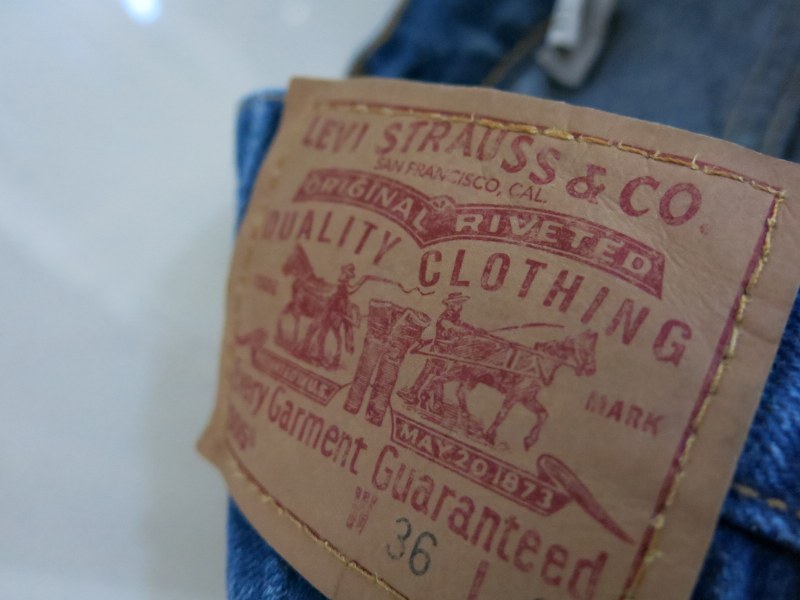 LEVI STRAUSS & CO.
SAN FRANCISCO, CAL.
ORIGINAL RIVETED
QUALITY CLOTHING
MARK
MAY 20 1873
Every Garment Guaranteed
W 36 L